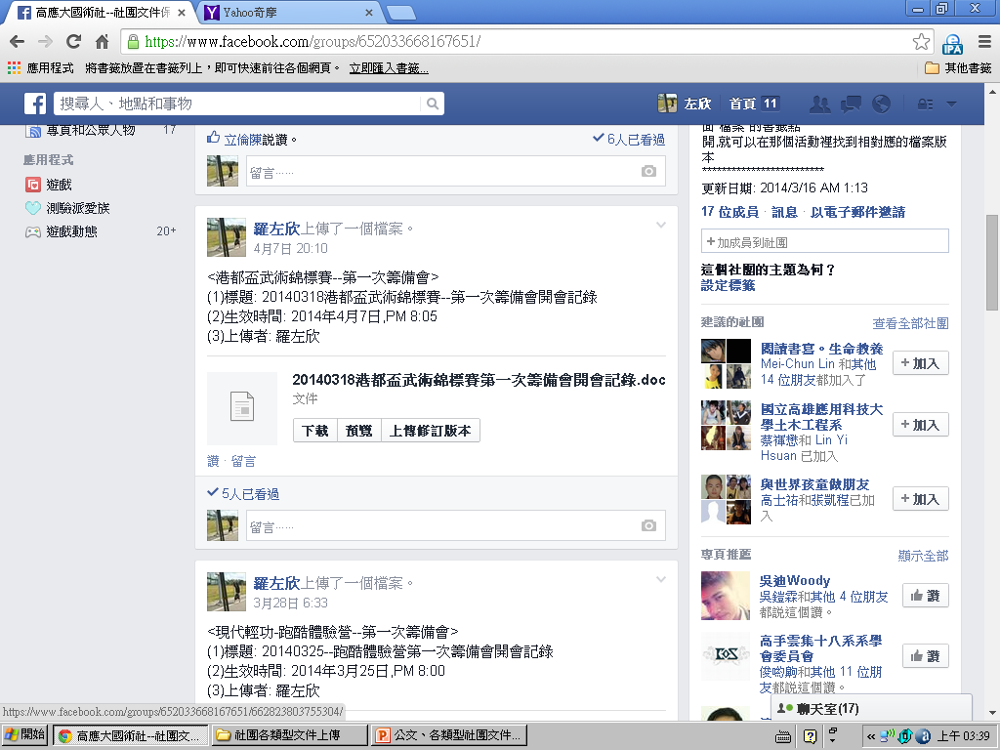 高應大國術社--社團文件保
Yahoo奇摩
https://www.facebook.com/groups/652033668167651/
應用程式 將書籤放置在書籤列上，即可快速前往各個網頁。 立即匯入書籤...
其他書籤
搜尋人、地點和事物
左欣 首頁 11
專頁和公眾人物 17
應用程式
遊戲
測驗派愛族
遊戲動態 20+
立倫陳說讚。
6人已看過
留言......
羅左欣上傳了一個檔案。
4月7日 20:10
<港都盃武術錦標賽--第一次籌備會>
(1)標題: 20140318港都盃武術錦標賽--第一次籌備會開會記錄
(2)生效時間: 2014年4月7日,PM 8:05
(3)上傳者: 羅左欣
20140318港都盃武術錦標賽第一次籌備會開會記錄.doc
文件
下載 預覽 上傳修訂版本
讚 · 留言
5人已看過
留言......
羅左欣上傳了一個檔案。
3月28日 6:33
<現代輕功-跑酷體驗營--第一次籌備會>
(1)標題: 20140325--跑酷體驗營第一次籌備會開會記錄
(2)生效時間: 2014年3月25日,PM 8:00
(3)上傳者: 羅左欣
面"檔案"的書籤點
開,就可以在那個活動裡找到相對應的檔案版
本
************************
更新日期: 2014/3/16 AM 1:13
17 位成員 · 訊息 · 以電子郵件邀請
+加成員到社團
這個社團的主題為何？
設定標籤
建議的社團 查看全部社團
閱讀書寫。生命教養
Mei-Chun Lin 和其他
14 位朋友都加入了
+ 加入
國立高雄應用科技大
學土木工程系
蔡褌懋和 Lin Yi
Hsuan 已加入
+ 加入
與世界孩童做朋友
高士祐和張凱程已加
入
+ 加入
專頁推薦 顯示全部
吳迪Woody
吳鎧霖和其他 4 位朋友
都說這個讚。
讚
高手雲集十八系系學
會委員會
俊昫和其他 11 位朋
友都說這個讚。
讚
聊天室(17)
https://www.facebook.com/groups/652033668167651/662823803755304/
開始
高應大國術社--社團文...
社團各類型文件上傳
公文、各類型社團文件...
上午 03:39